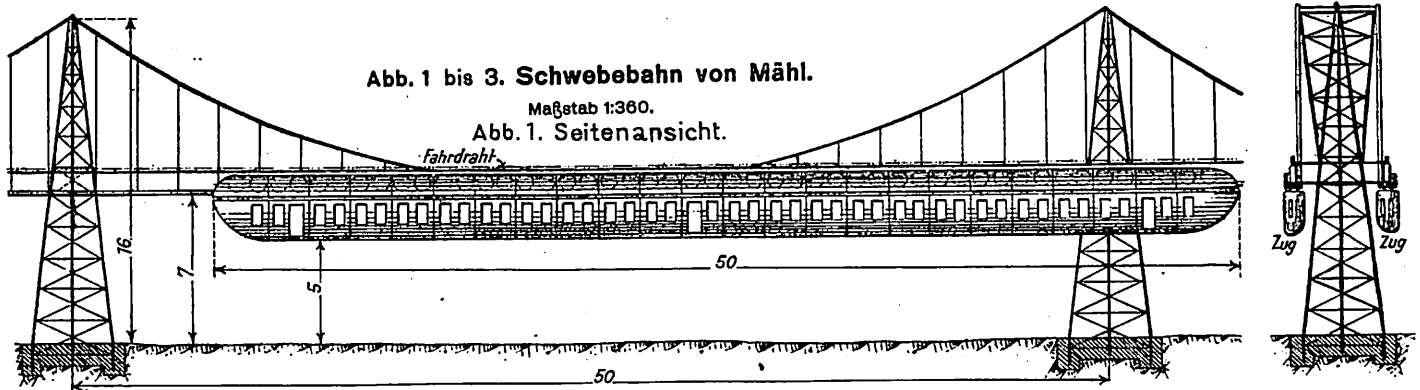 Abb. 1 bis 3. Schwebebahn von Mähl.
Maßstab 1:360.
Abb. 1. Seitenansicht.
Fahrdraht
16
7
5
50
50
Zug
Zug